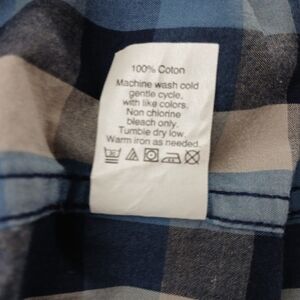 100% Coton
Machine wash cold
gentle cycle,
with like colors.
Non chlorine
bleach only.
Tumble dry low.
Warm iron as needed.